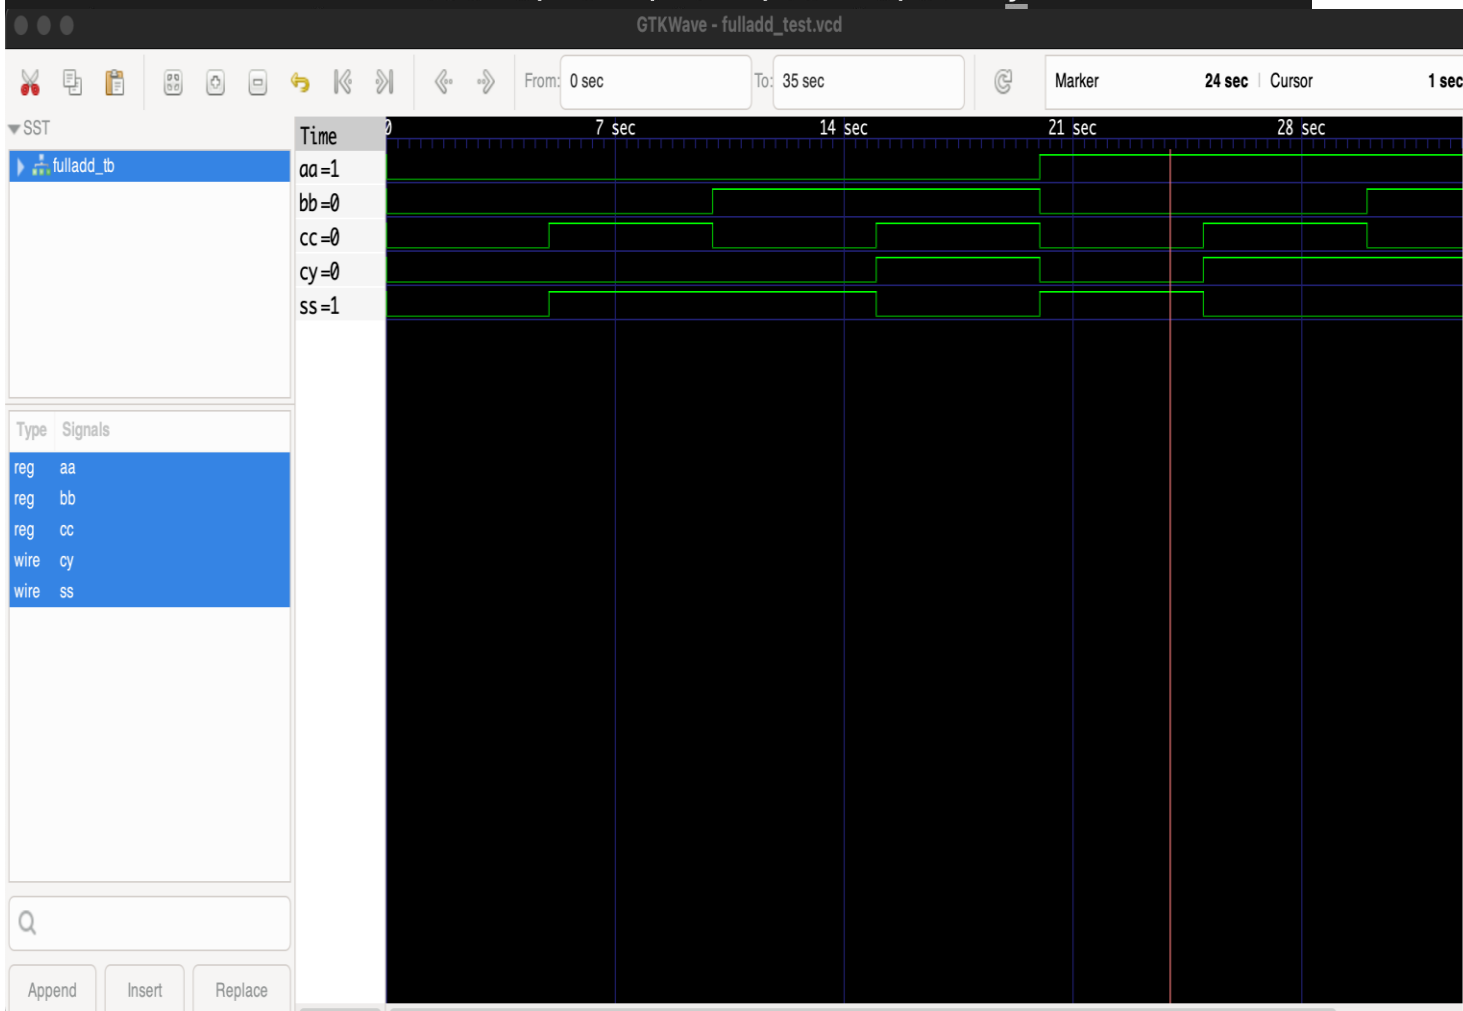 GTKWave - fulladd_test.vcd
From: 0 sec To: 35 sec Marker 24 sec | Cursor 1 sec
SST
fulladd_tb
Time 0 7 sec 14 sec 21 sec 28 sec
aa=1
bb=0
cc=0
cy=0
ss=1
Type Signals
reg aa
reg bb
reg cc
wire cy
wire ss
Append Insert Replace